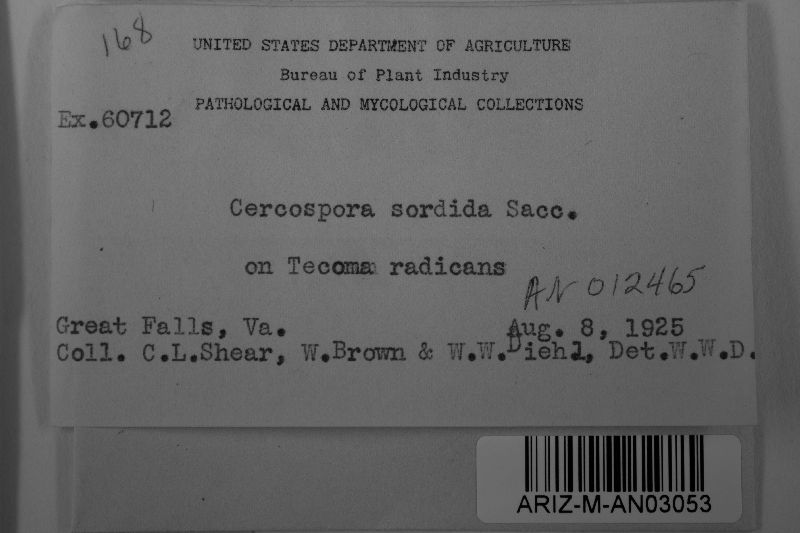 168
UNITED STATES DEPARTMENT OF AGRICULTURE
Bureau of Plant Industry
PATHOLOGICAL AND MYCOLOGICAL COLLECTIONS
Ex.60712
Cercospora sordida Sacc.
on Tecoma radicans
AN 012465
Great Falls, Va. Aug. 8, 1925
Coll. C.L.Shear, W.Brown & W.W.Diehl, Det.W.W.D.
ARIZ-M-AN03053